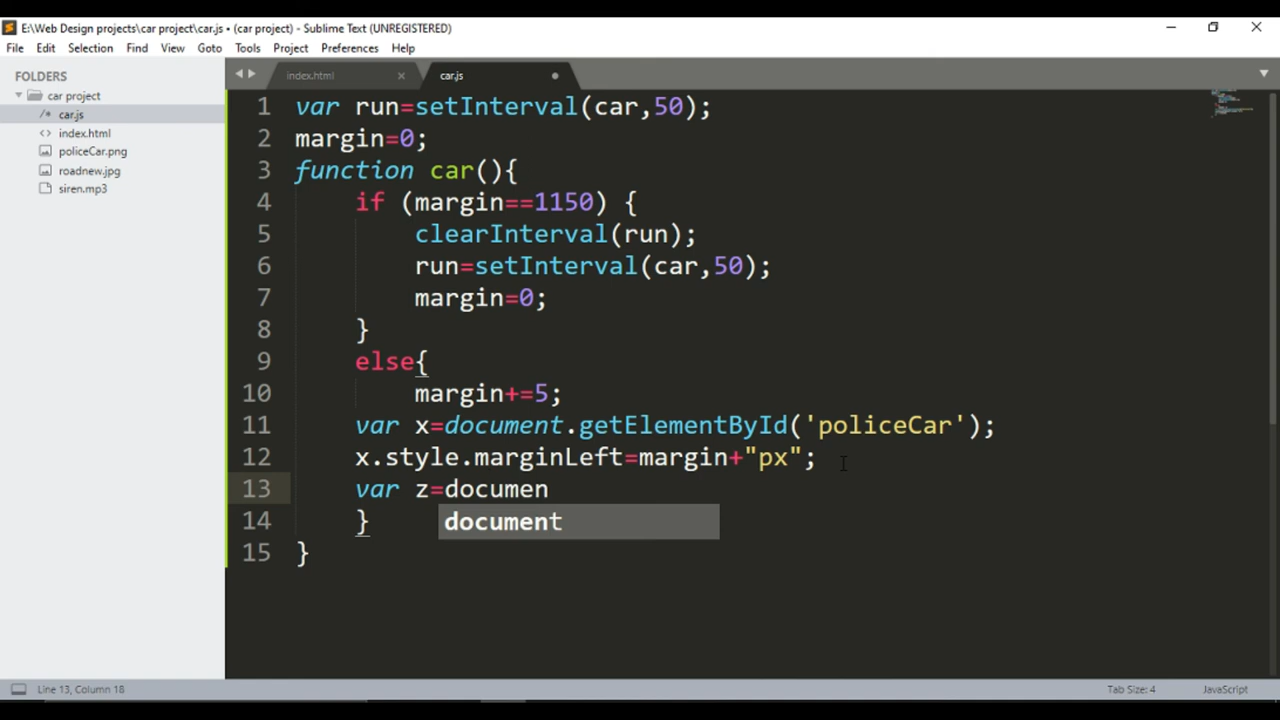 E:\Web Design projects\car project\car.js • (car project) - Sublime Text (UNREGISTERED)
File Edit Selection Find View Goto Tools Project Preferences Help
FOLDERS
car project
/* car.js
<> index.html
policeCar.png
roadnew.jpg
siren.mp3
index.html × car.js
1 var run=setInterval(car,50);
2 margin=0;
3 function car(){
4 if (margin==1150) {
5 clearInterval(run);
6 run=setInterval(car,50);
7 margin=0;
8 }
9 else{
10 margin+=5;
11 var x=document.getElementById('policeCar');
12 x.style.marginLeft=margin+"px";
13 var z=documen
14 }
document
15 }
Line 13, Column 18
Tab Size: 4
JavaScript